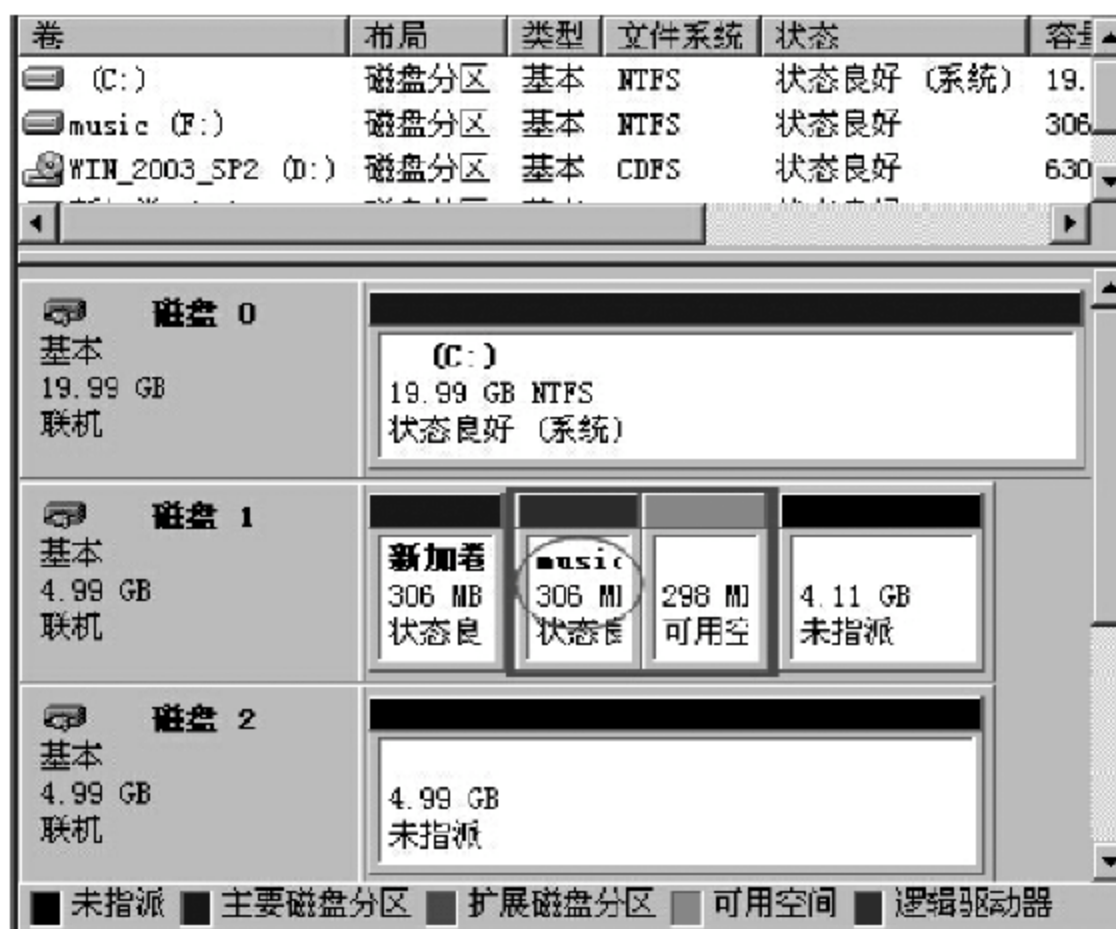 卷 布局 类型 文件系统 状态
(C:) 磁盘分区 基本 NTFS 状态良好 (系统) 19.
music (F:) 磁盘分区 基本 NTFS 状态良好 306
WIN_2003_SP2 (D:) 磁盘分区 基本 CDFS 状态良好 630
磁盘 0
基本
19.99 GB
联机
(C:)
19.99 GB NTFS
状态良好 (系统)
磁盘 1
基本
4.99 GB
联机
新加卷
306 MB
状态良
music
306 M
状态良
298 M
可用空
4.11 GB
未指派
磁盘 2
基本
4.99 GB
联机
4.99 GB
未指派
未指派 主要磁盘分区 扩展磁盘分区 可用空间 逻辑驱动器